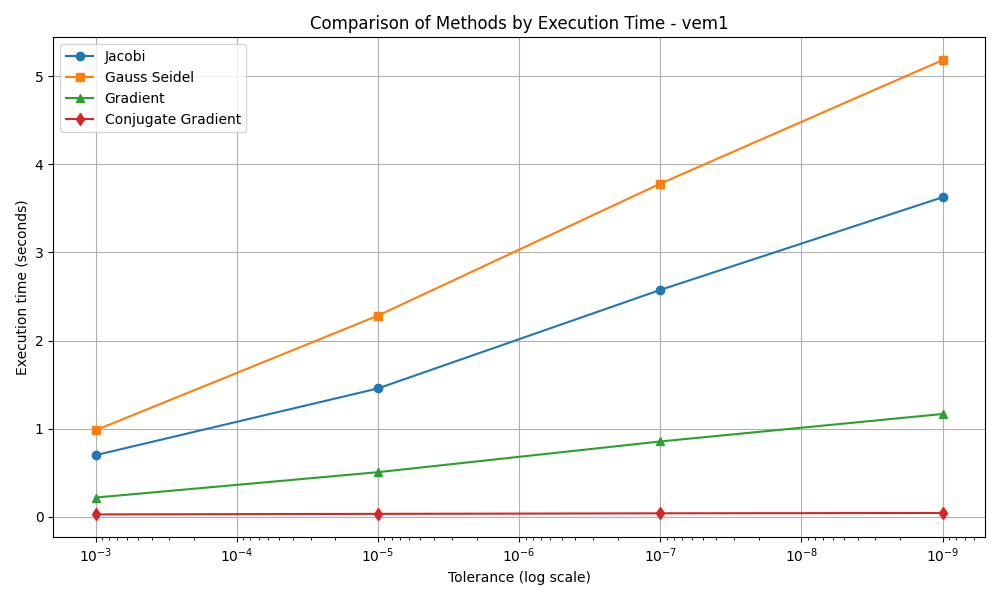 Comparison of Methods by Execution Time - vem1
Jacobi
Gauss Seidel
Gradient
Conjugate Gradient
Execution time (seconds)
5
4
3
2
1
0
10⁻³ 10⁻⁴ 10⁻⁵ 10⁻⁶ 10⁻⁷ 10⁻⁸ 10⁻⁹
Tolerance (log scale)